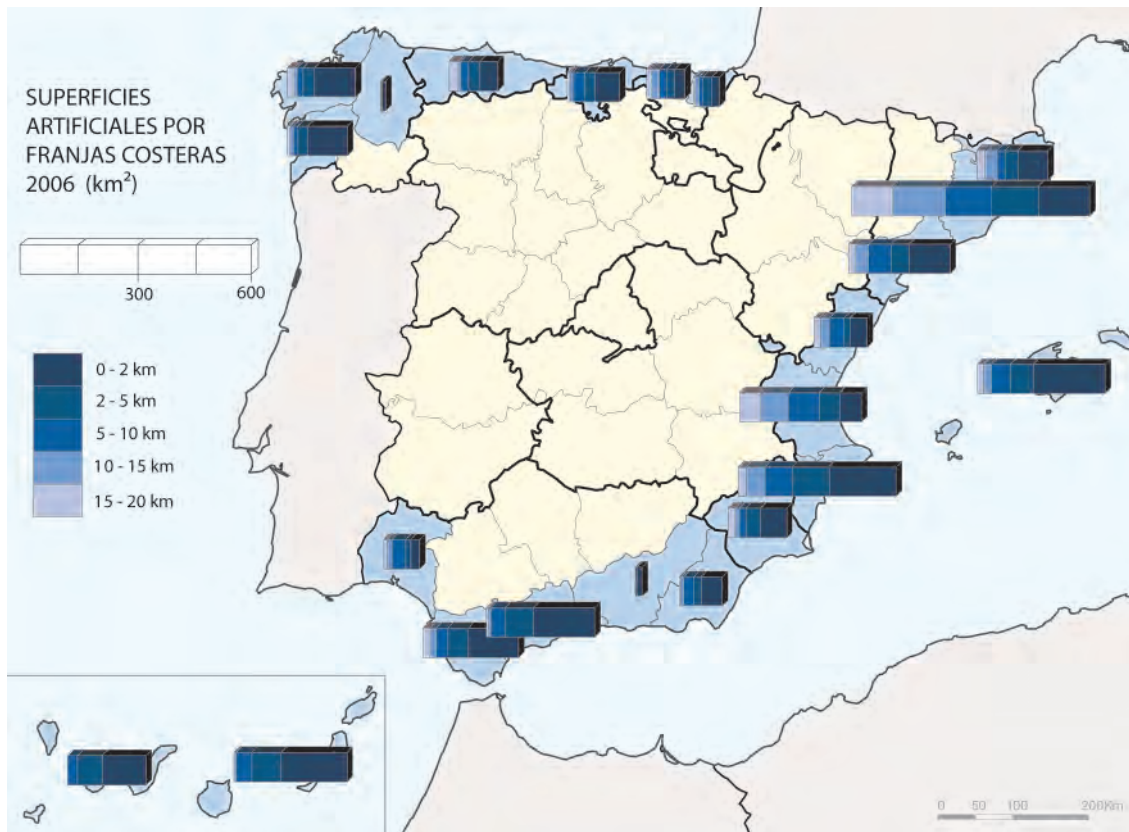 SUPERFICIES
ARTIFICIALES POR
FRANJAS COSTERAS
2006 (km²)
300 600
0 - 2 km
2 - 5 km
5 - 10 km
10 - 15 km
15 - 20 km
0 50 100 200Km